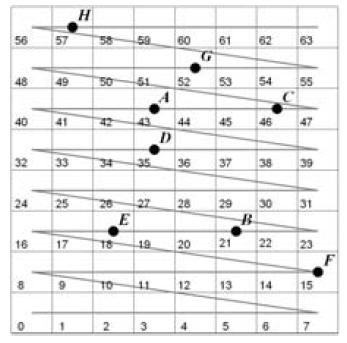 H
56 57 58 59 60 61 62 63
G
48 49 50 51 52 53 54 55
A C
40 41 42 43 44 45 46 47
D
32 33 34 35 36 37 38 39
24 25 26 27 28 29 30 31
E B
16 17 18 19 20 21 22 23
F
8 9 10 11 12 13 14 15
0 1 2 3 4 5 6 7